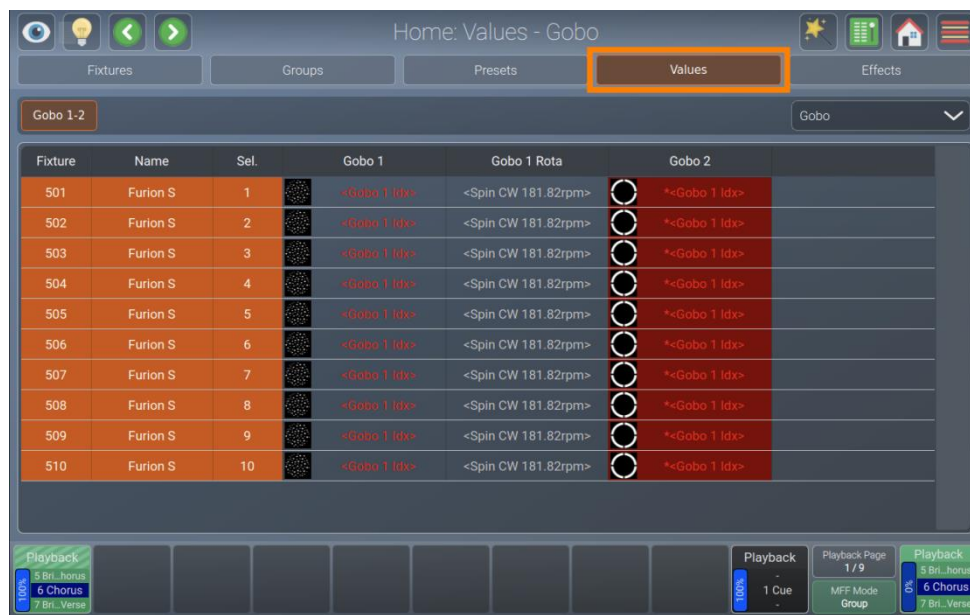 Home: Values - Gobo
Fixtures Groups Presets Values Effects
Gobo 1-2 Gobo
Fixture Name Sel. Gobo 1 Gobo 1 Rota Gobo 2
501 Furion S 1 <Gobo 1 Idx> <Spin CW 181.82rpm> *<Gobo 1 Idx>
502 Furion S 2 <Gobo 1 Idx> <Spin CW 181.82rpm> *<Gobo 1 Idx>
503 Furion S 3 <Gobo 1 Idx> <Spin CW 181.82rpm> *<Gobo 1 Idx>
504 Furion S 4 <Gobo 1 Idx> <Spin CW 181.82rpm> *<Gobo 1 Idx>
505 Furion S 5 <Gobo 1 Idx> <Spin CW 181.82rpm> *<Gobo 1 Idx>
506 Furion S 6 <Gobo 1 Idx> <Spin CW 181.82rpm> *<Gobo 1 Idx>
507 Furion S 7 <Gobo 1 Idx> <Spin CW 181.82rpm> *<Gobo 1 Idx>
508 Furion S 8 <Gobo 1 Idx> <Spin CW 181.82rpm> *<Gobo 1 Idx>
509 Furion S 9 <Gobo 1 Idx> <Spin CW 181.82rpm> *<Gobo 1 Idx>
510 Furion S 10 <Gobo 1 Idx> <Spin CW 181.82rpm> *<Gobo 1 Idx>
Playback
5 Bri...horus
6 Chorus
7 Bri...Verse
100%
Playback
-
1 Cue
-
100%
Playback Page
1 / 9
MFF Mode
Group
Playback
5 Bri...horus
6 Chorus
7 Bri...Verse
0%